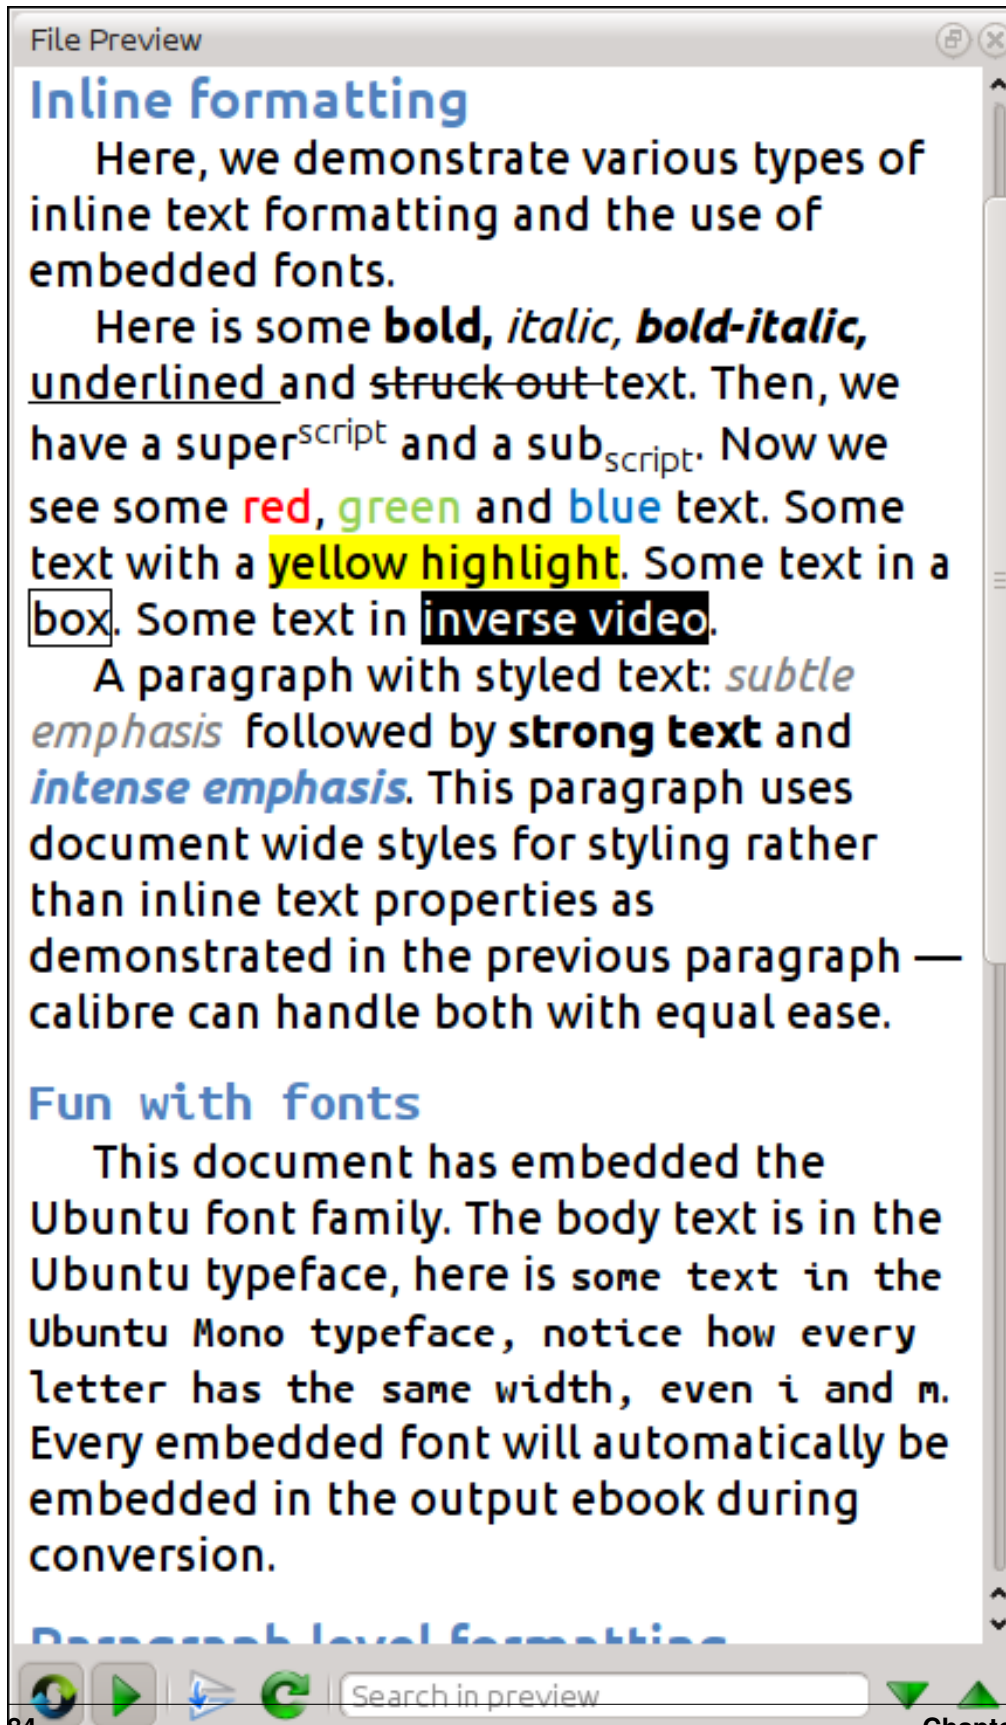 File Preview
Inline formatting
Here, we demonstrate various types of
inline text formatting and the use of
embedded fonts.
Here is some bold, italic, bold-italic,
underlined and struck out text. Then, we
have a superscript and a subscript. Now we
see some red, green and blue text. Some
text with a yellow highlight. Some text in a
box. Some text in inverse video.
A paragraph with styled text: subtle
emphasis followed by strong text and
intense emphasis. This paragraph uses
document wide styles for styling rather
than inline text properties as
demonstrated in the previous paragraph —
calibre can handle both with equal ease.
Fun with fonts
This document has embedded the
Ubuntu font family. The body text is in the
Ubuntu typeface, here is some text in the
Ubuntu Mono typeface, notice how every
letter has the same width, even i and m.
Every embedded font will automatically be
embedded in the output ebook during
conversion.
Paragraph level formatting
Search in preview